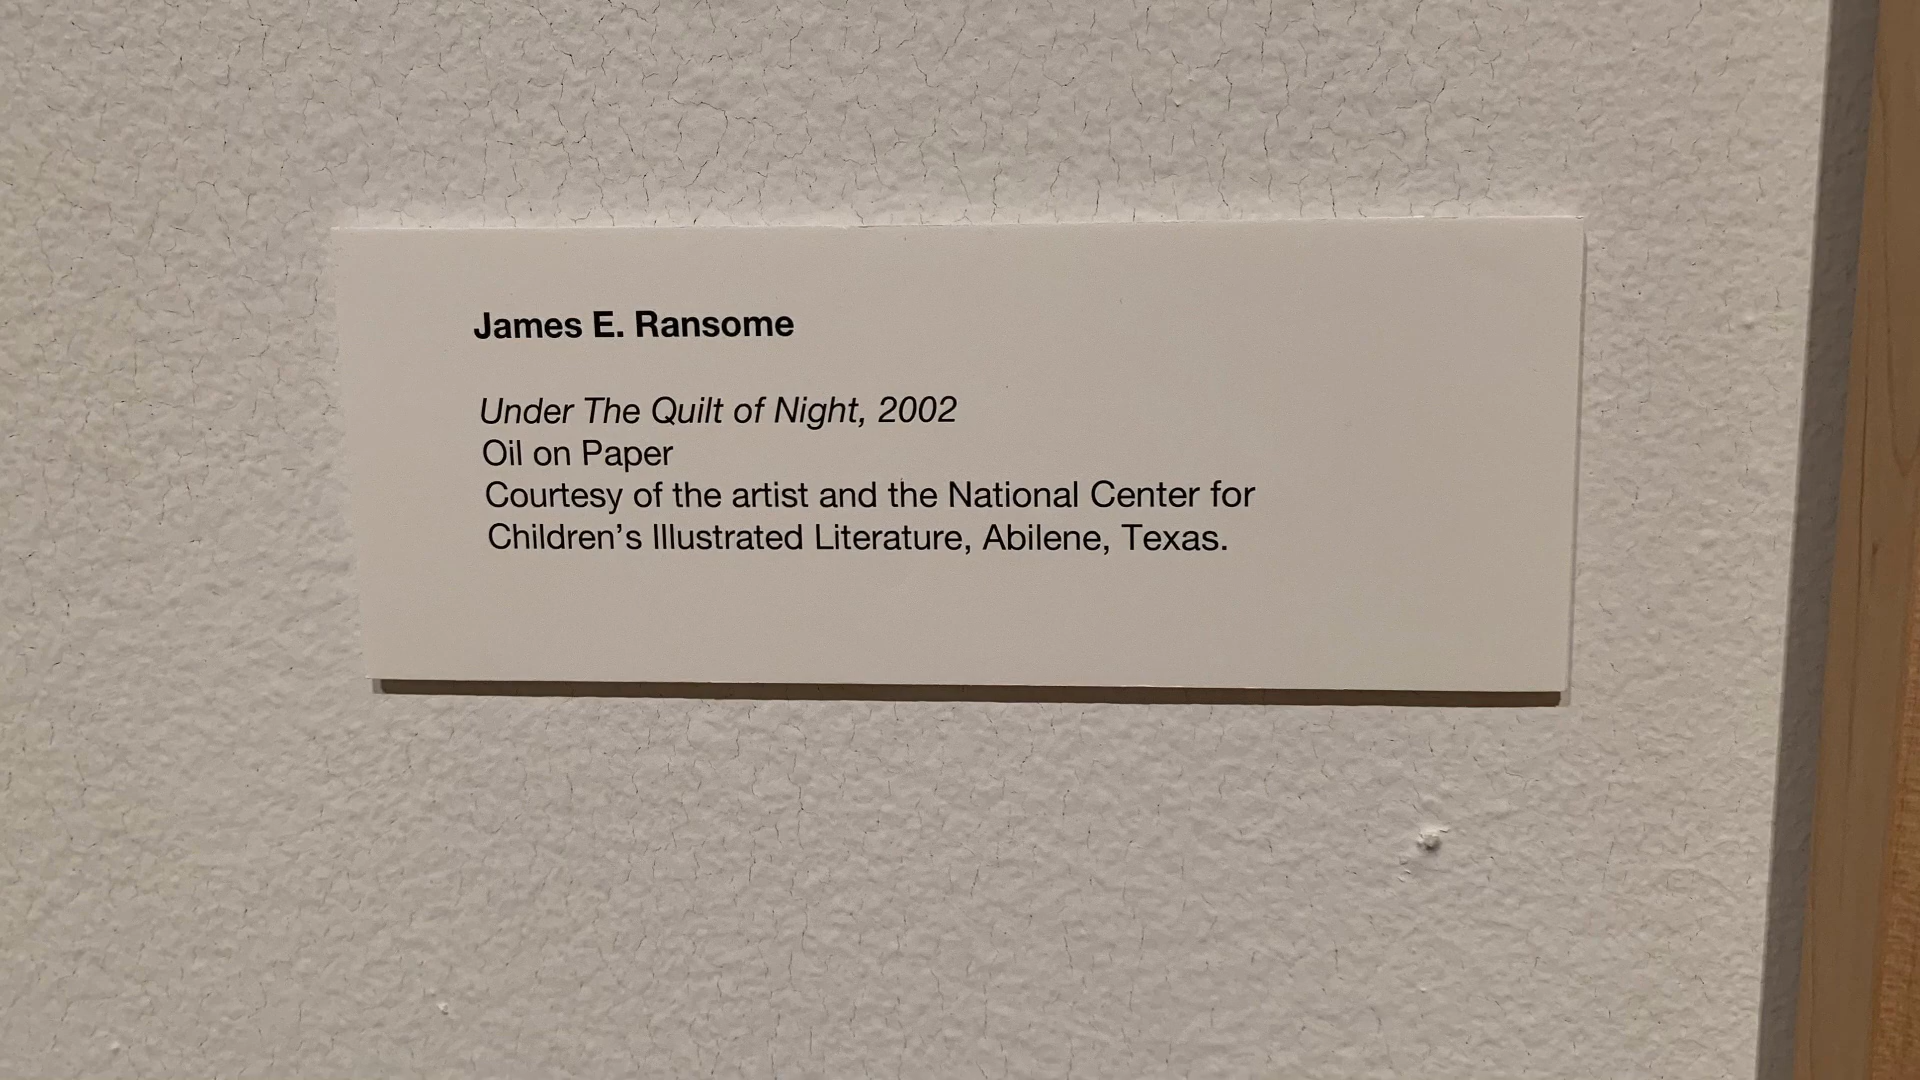 James E. Ransome
Under The Quilt of Night, 2002
Oil on Paper
Courtesy of the artist and the National Center for
Children’s Illustrated Literature, Abilene, Texas.